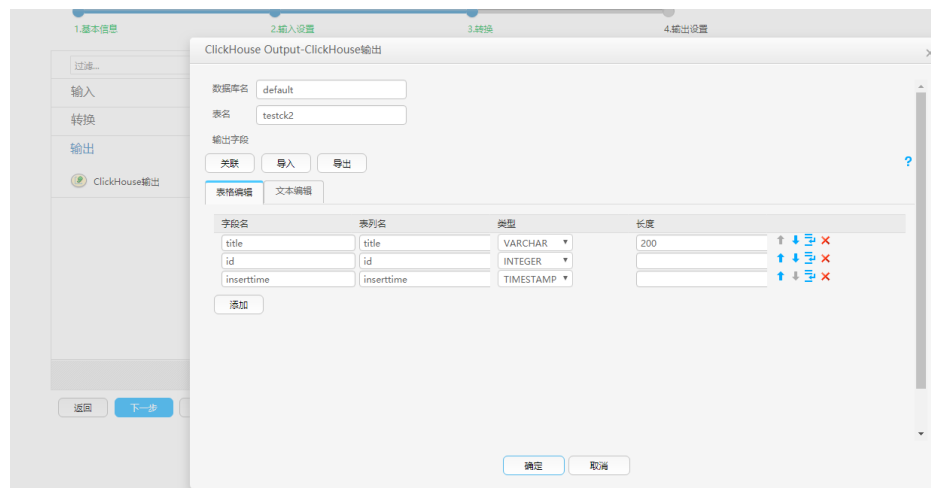 1.基本信息
2.输入设置
3.转换
4.输出设置
过滤...
输入
转换
输出
ClickHouse输出
返回
下一步
ClickHouse Output-ClickHouse输出
数据库名 default
表名 testck2
输出字段
关联 导入 导出
?
表格编辑 文本编辑
字段名 表列名 类型 长度
title title VARCHAR 200
id id INTEGER
inserttime inserttime TIMESTAMP
添加
确定 取消